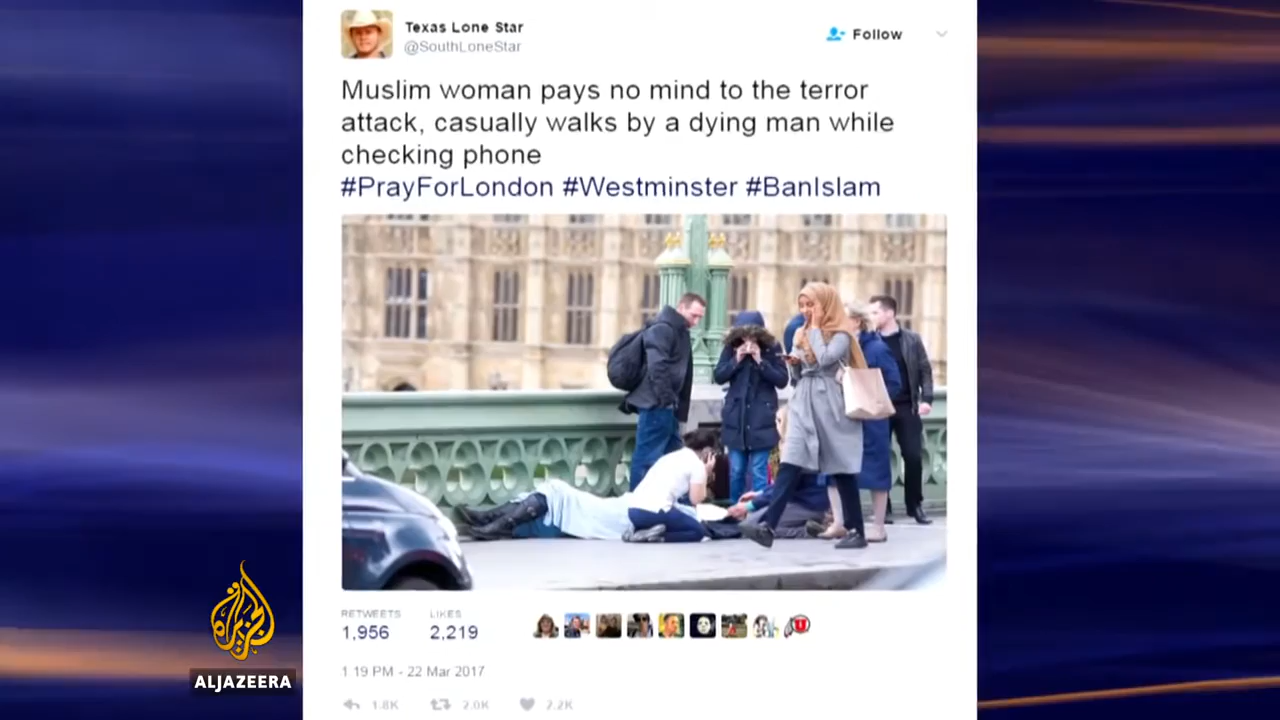 Texas Lone Star
@SouthLoneStar
Follow
Muslim woman pays no mind to the terror
attack, casually walks by a dying man while
checking phone
#PrayForLondon #Westminster #BanIslam
RETWEETS LIKES
1,956 2,219
1 19 PM - 22 Mar 2017
1.8K 2.0K 2.2K
الجزيرة
ALJAZEERA